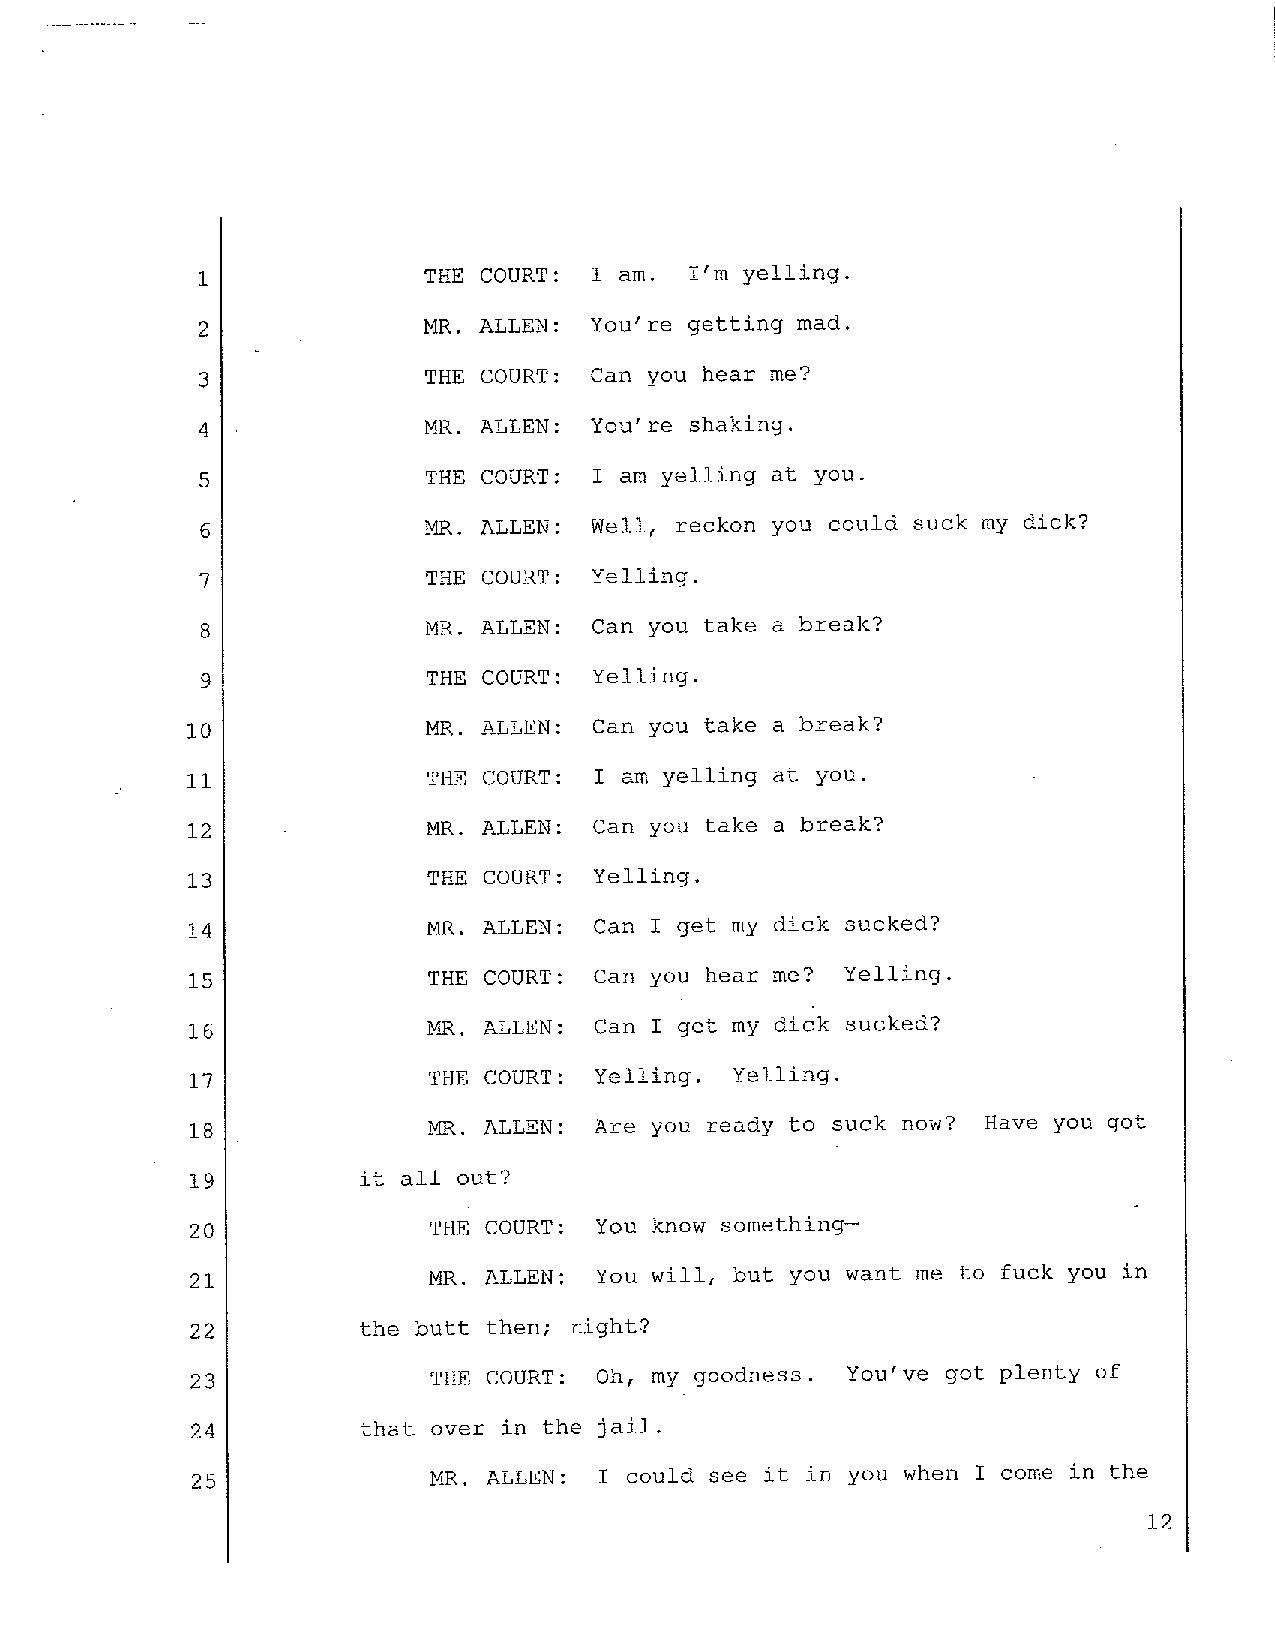 1 THE COURT: I am. I'm yelling.
2 MR. ALLEN: You're getting mad.
3 THE COURT: Can you hear me?
4 MR. ALLEN: You're shaking.
5 THE COURT: I am yelling at you.
6 MR. ALLEN: Well, reckon you could suck my dick?
7 THE COURT: Yelling.
8 MR. ALLEN: Can you take a break?
9 THE COURT: Yelling.
10 MR. ALLEN: Can you take a break?
11 THE COURT: I am yelling at you.
12 MR. ALLEN: Can you take a break?
13 THE COURT: Yelling.
14 MR. ALLEN: Can I get my dick sucked?
15 THE COURT: Can you hear me? Yelling.
16 MR. ALLEN: Can I get my dick sucked?
17 THE COURT: Yelling. Yelling.
18 MR. ALLEN: Are you ready to suck now? Have you got
19 it all out?
20 THE COURT: You know something—
21 MR. ALLEN: You will, but you want me to fuck you in
22 the butt then; right?
23 THE COURT: Oh, my goodness. You've got plenty of
24 that over in the jail.
25 MR. ALLEN: I could see it in you when I come in the
12